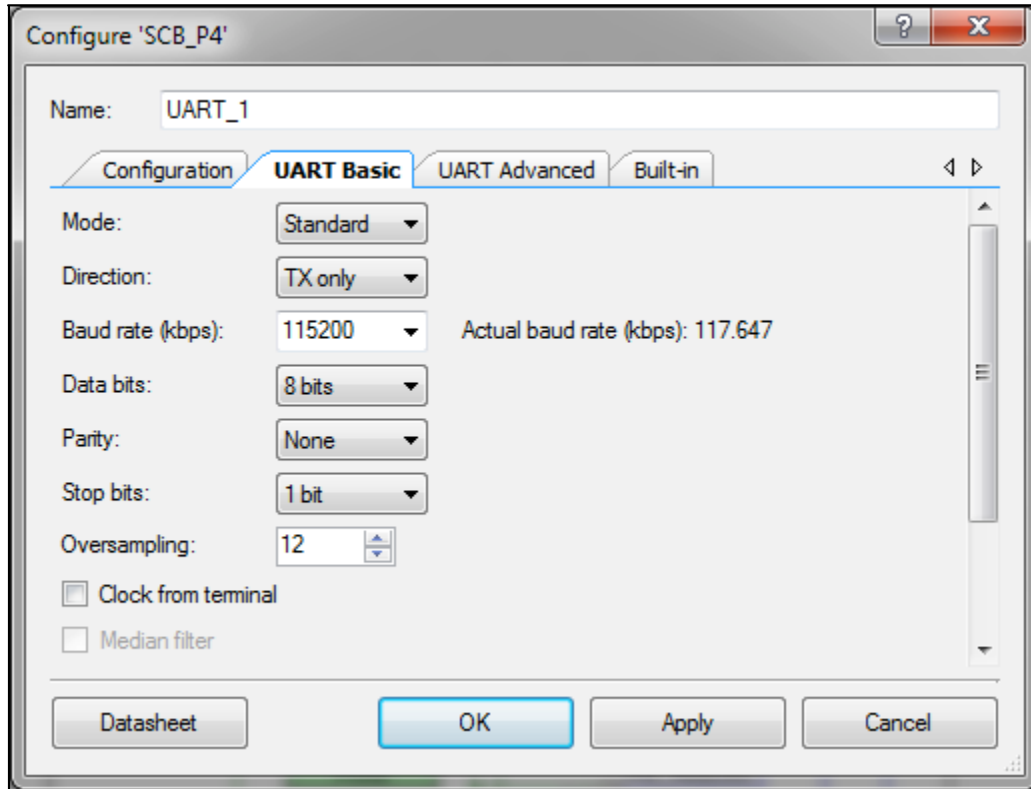 Configure 'SCB_P4'
Name: UART_1
Configuration UART Basic UART Advanced Built-in
Mode: Standard
Direction: TX only
Baud rate (kbps): 115200 Actual baud rate (kbps): 117.647
Data bits: 8 bits
Parity: None
Stop bits: 1 bit
Oversampling: 12
Clock from terminal
Median filter
Datasheet OK Apply Cancel